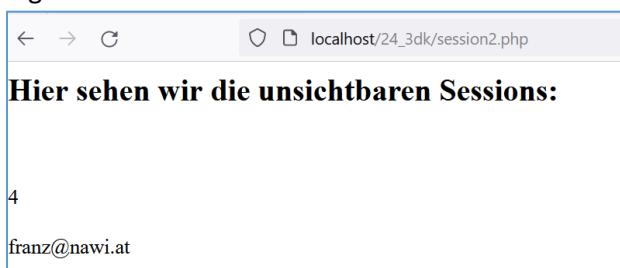 localhost/24_3dk/session2.php
Hier sehen wir die unsichtbaren Sessions:
4
franz@nawi.at